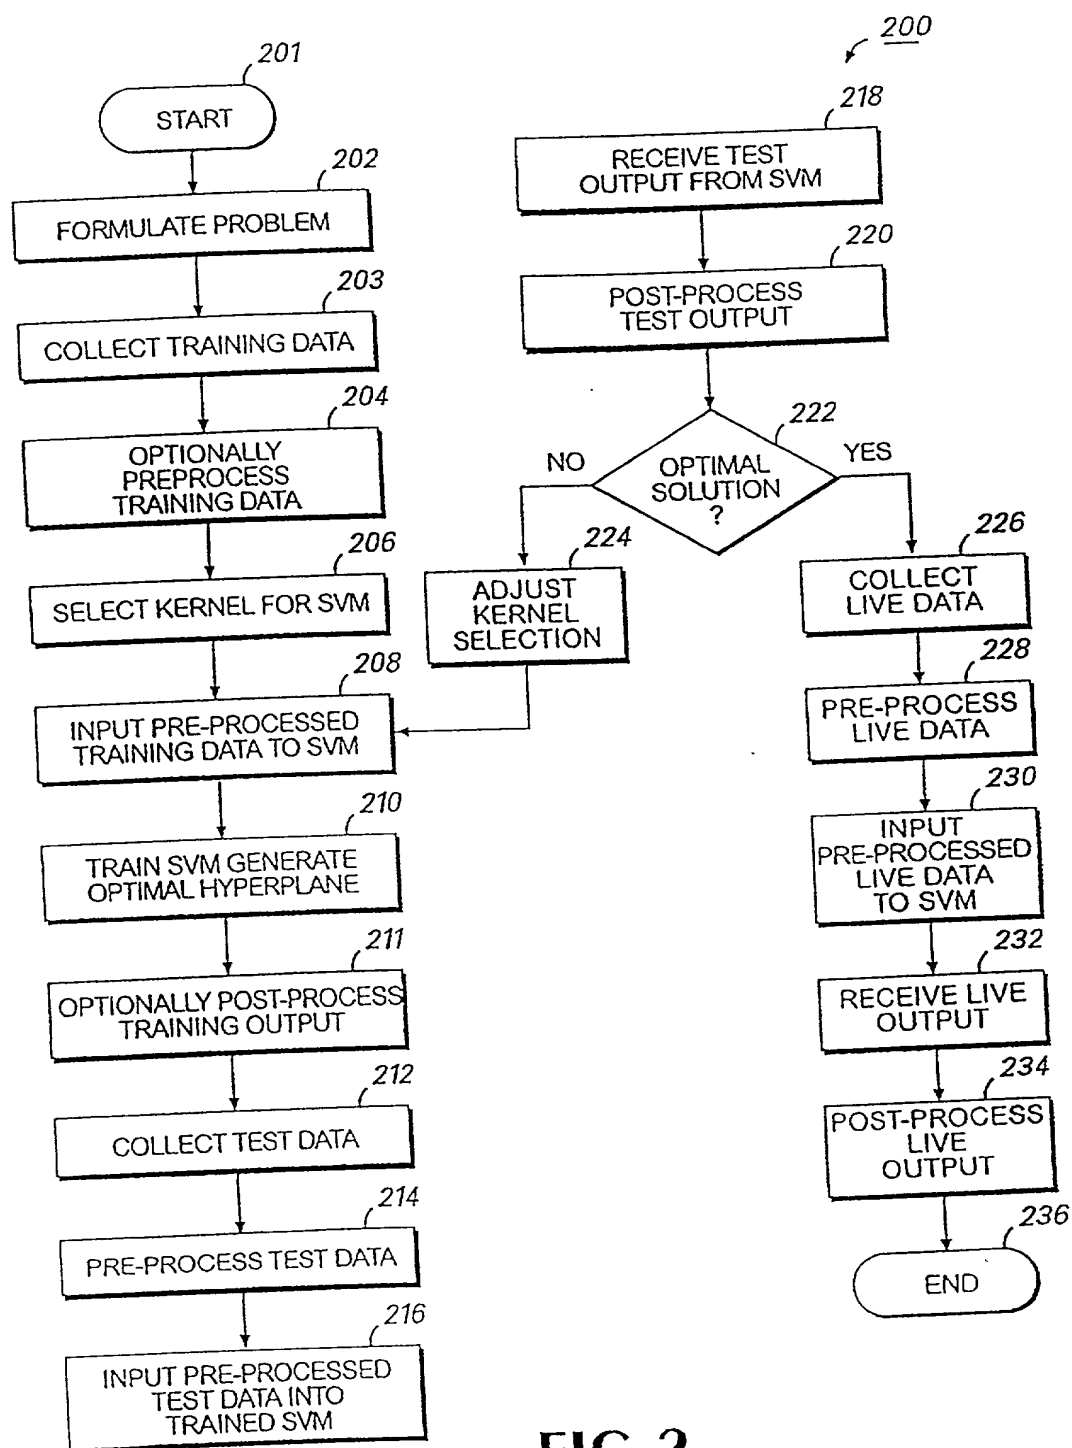 200
201
START
202
FORMULATE PROBLEM
203
COLLECT TRAINING DATA
204
OPTIONALLY
PREPROCESS
TRAINING DATA
206
SELECT KERNEL FOR SVM
208
INPUT PRE-PROCESSED
TRAINING DATA TO SVM
210
TRAIN SVM GENERATE
OPTIMAL HYPERPLANE
211
OPTIONALLY POST-PROCESS
TRAINING OUTPUT
212
COLLECT TEST DATA
214
PRE-PROCESS TEST DATA
216
INPUT PRE-PROCESSED
TEST DATA INTO
TRAINED SVM
218
RECEIVE TEST
OUTPUT FROM SVM
220
POST-PROCESS
TEST OUTPUT
222
OPTIMAL
SOLUTION
?
NO
YES
224
ADJUST
KERNEL
SELECTION
226
COLLECT
LIVE DATA
228
PRE-PROCESS
LIVE DATA
230
INPUT
PRE-PROCESSED
LIVE DATA
TO SVM
232
RECEIVE LIVE
OUTPUT
234
POST-PROCESS
LIVE
OUTPUT
236
END